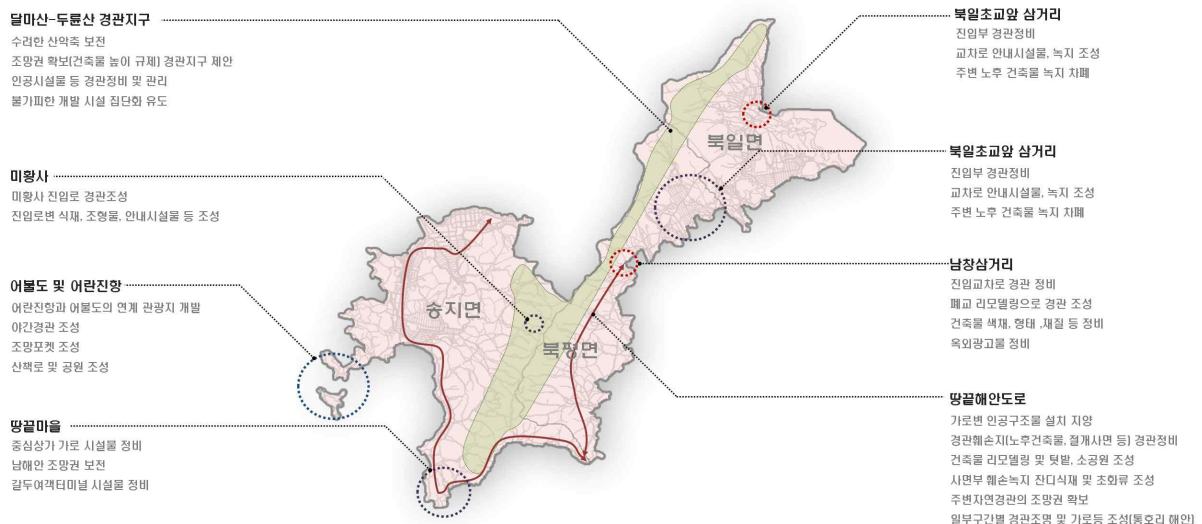 달마산-두륜산 경관지구
수려한 산악축 보전
조망권 확보(건축물 높이 규제) 경관지구 제안
인공시설물 등 경관정비 및 관리
불가피한 개발 시설 집단화 유도
미황사
미황사 진입로 경관조성
진입로변 식재, 조형물, 안내시설물 등 조성
어불도 및 어란진항
어란진항과 어불도의 연계 관광지 개발
야간경관 조성
조망포켓 조성
산책로 및 공원 조성
땅끝마을
중심상가 가로 시설물 정비
남해안 조망권 보전
갈두여객터미널 시설물 정비
북일면
송지면
북평면
북일초교앞 삼거리
진입부 경관정비
교차로 안내시설물, 녹지 조성
주변 노후 건축물 녹지 차폐
북일초교앞 삼거리
진입부 경관정비
교차로 안내시설물, 녹지 조성
주변 노후 건축물 녹지 차폐
남창삼거리
진입교차로 경관 정비
폐교 리모델링으로 경관 조성
건축물 색채, 형태 ,재질 등 정비
옥외광고물 정비
땅끝해안도로
가로변 인공구조물 설치 지양
경관훼손지(노후건축물, 절개사면 등) 경관정비
건축물 리모델링 및 텃밭, 소공원 조성
사면부 훼손녹지 잔디식재 및 초화류 조성
주변자연경관의 조망권 확보
일부구간별 경관조명 및 가로등 조성(통호리 해안)